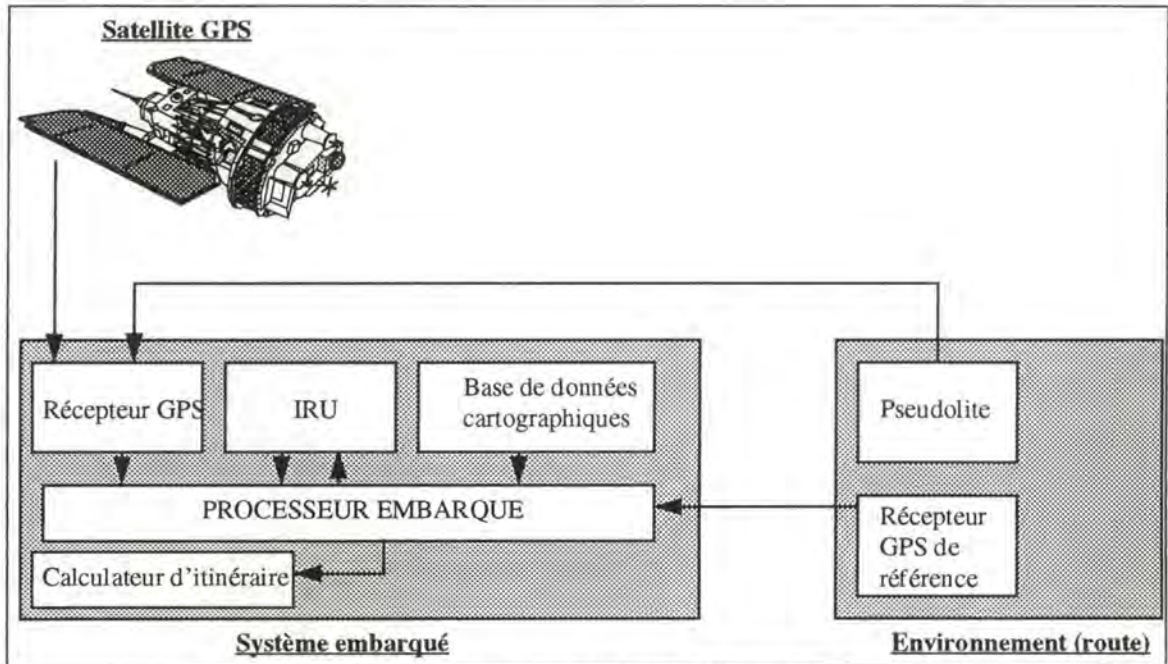 Satellite GPS
Récepteur GPS
IRU
Base de données
cartographiques
Pseudolite
PROCESSEUR EMBARQUE
Récepteur
GPS de
référence
Calculateur d'itinéraire
Système embarqué
Environnement (route)